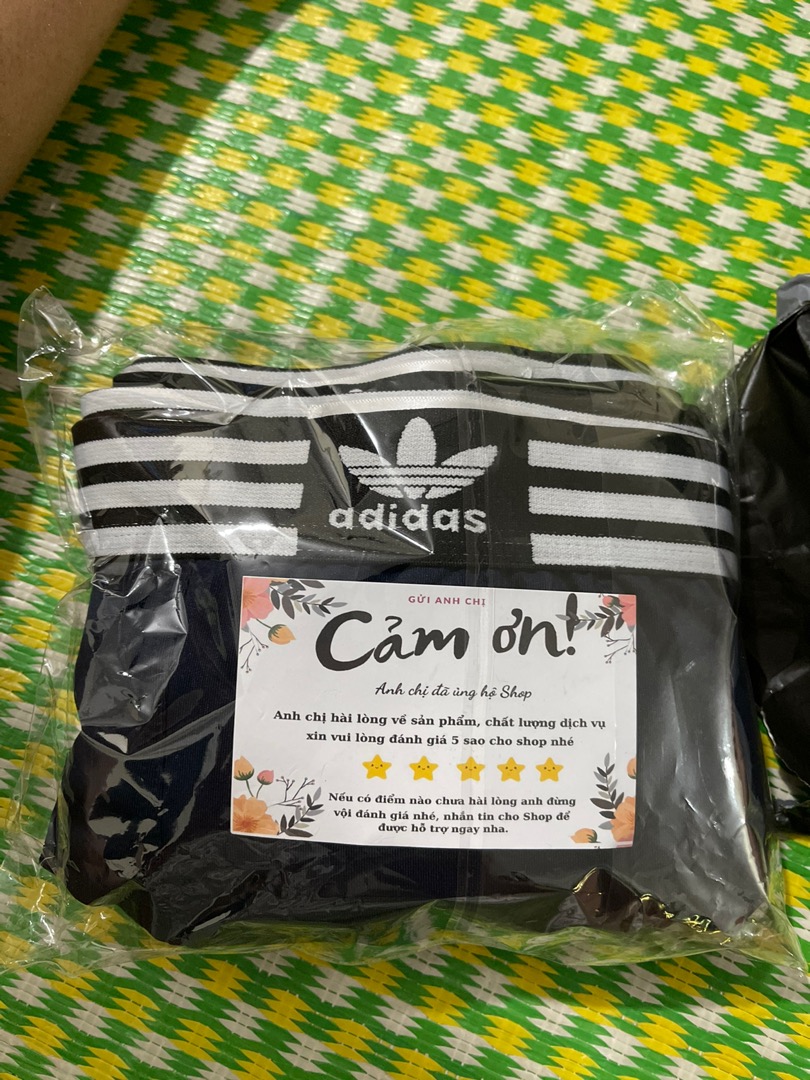 adidas
GỬI ANH CHỊ
Cảm ơn!
Anh chị đã ủng hộ Shop
Anh chị hài lòng về sản phẩm, chất lượng dịch vụ
xin vui lòng đánh giá 5 sao cho shop nhé
Nếu có điểm nào chưa hài lòng anh đừng
vội đánh giá nhé, nhắn tin cho Shop để
được hỗ trợ ngay nha.